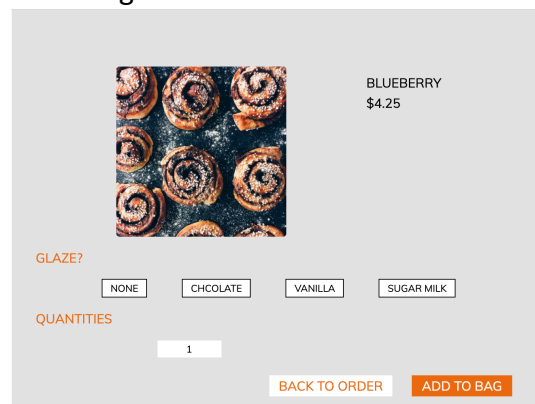 BLUEBERRY
$4.25
GLAZE?
NONE CHCOLATE VANILLA SUGAR MILK
QUANTITIES
1
BACK TO ORDER ADD TO BAG